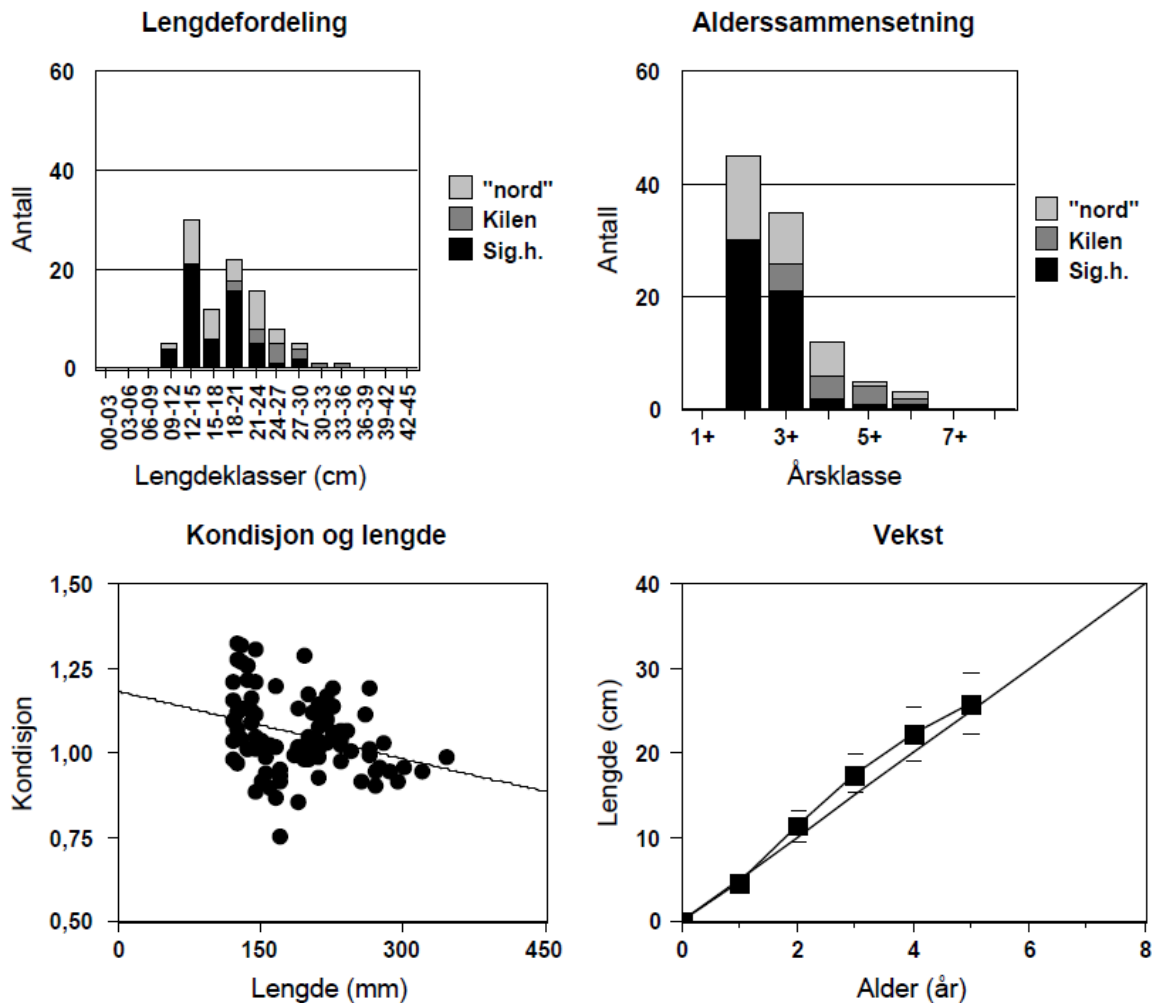 Lengdefordeling
60
40
20
0
Antall
00-03
03-06
06-09
09-12
12-15
15-18
18-21
21-24
24-27
27-30
30-33
33-36
36-39
39-42
42-45
Lengdeklasser (cm)
"nord"
Kilen
Sig.h.
Alderssammensetning
60
40
20
0
Antall
1+
3+
5+
7+
Årsklasse
"nord"
Kilen
Sig.h.
Kondisjon og lengde
1,50
1,25
1,00
0,75
0,50
Kondisjon
0
150
300
450
Lengde (mm)
Vekst
40
30
20
10
0
Lengde (cm)
0
2
4
6
8
Alder (år)